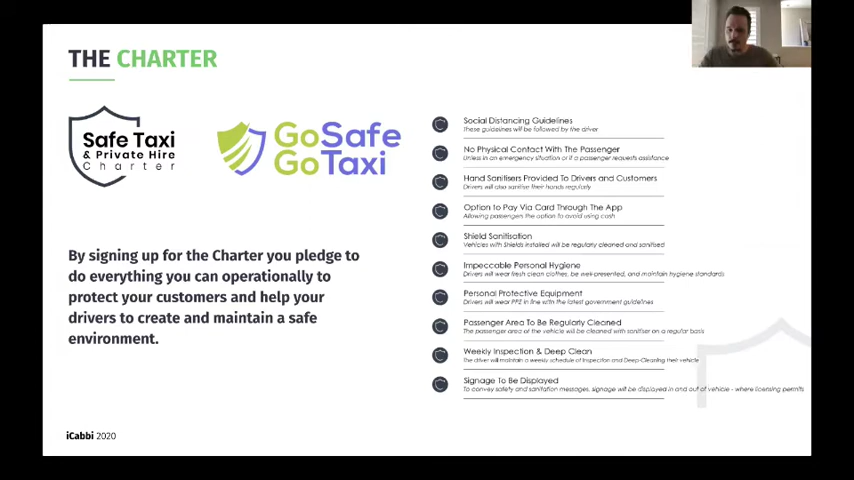 THE CHARTER
Safe Taxi
& Private Hire
Charter
GoSafe
GoTaxi
By signing up for the Charter you pledge to
do everything you can operationally to
protect your customers and help your
drivers to create and maintain a safe
environment.
Social Distancing Guidelines
These guidelines will be followed by the driver
No Physical Contact With The Passenger
Unless in an emergency situation or if a passenger requests assistance
Hand Sanitisers Provided To Drivers and Customers
Drivers will also sanitise their hands regularly
Option to Pay Via Card Through The App
Allowing passengers the option to avoid using cash
Shield Sanitisation
Vehicles with Shields installed will be regularly cleaned and sanitised
Impeccable Personal Hygiene
Drivers will wear fresh clean clothes, be well-presented, and maintain hygiene standards
Personal Protective Equipment
Drivers will wear PPE in line with the latest government guidelines
Passenger Area To Be Regularly Cleaned
The passenger area of the vehicle will be cleaned with sanitiser on a regular basis
Weekly Inspection & Deep Clean
The driver will maintain a weekly schedule of Inspection and Deep-Cleaning their vehicle
Signage To Be Displayed
To convey safety and sanitation messages, signage will be displayed in and out of vehicle - where licensing permits
iCabbi 2020